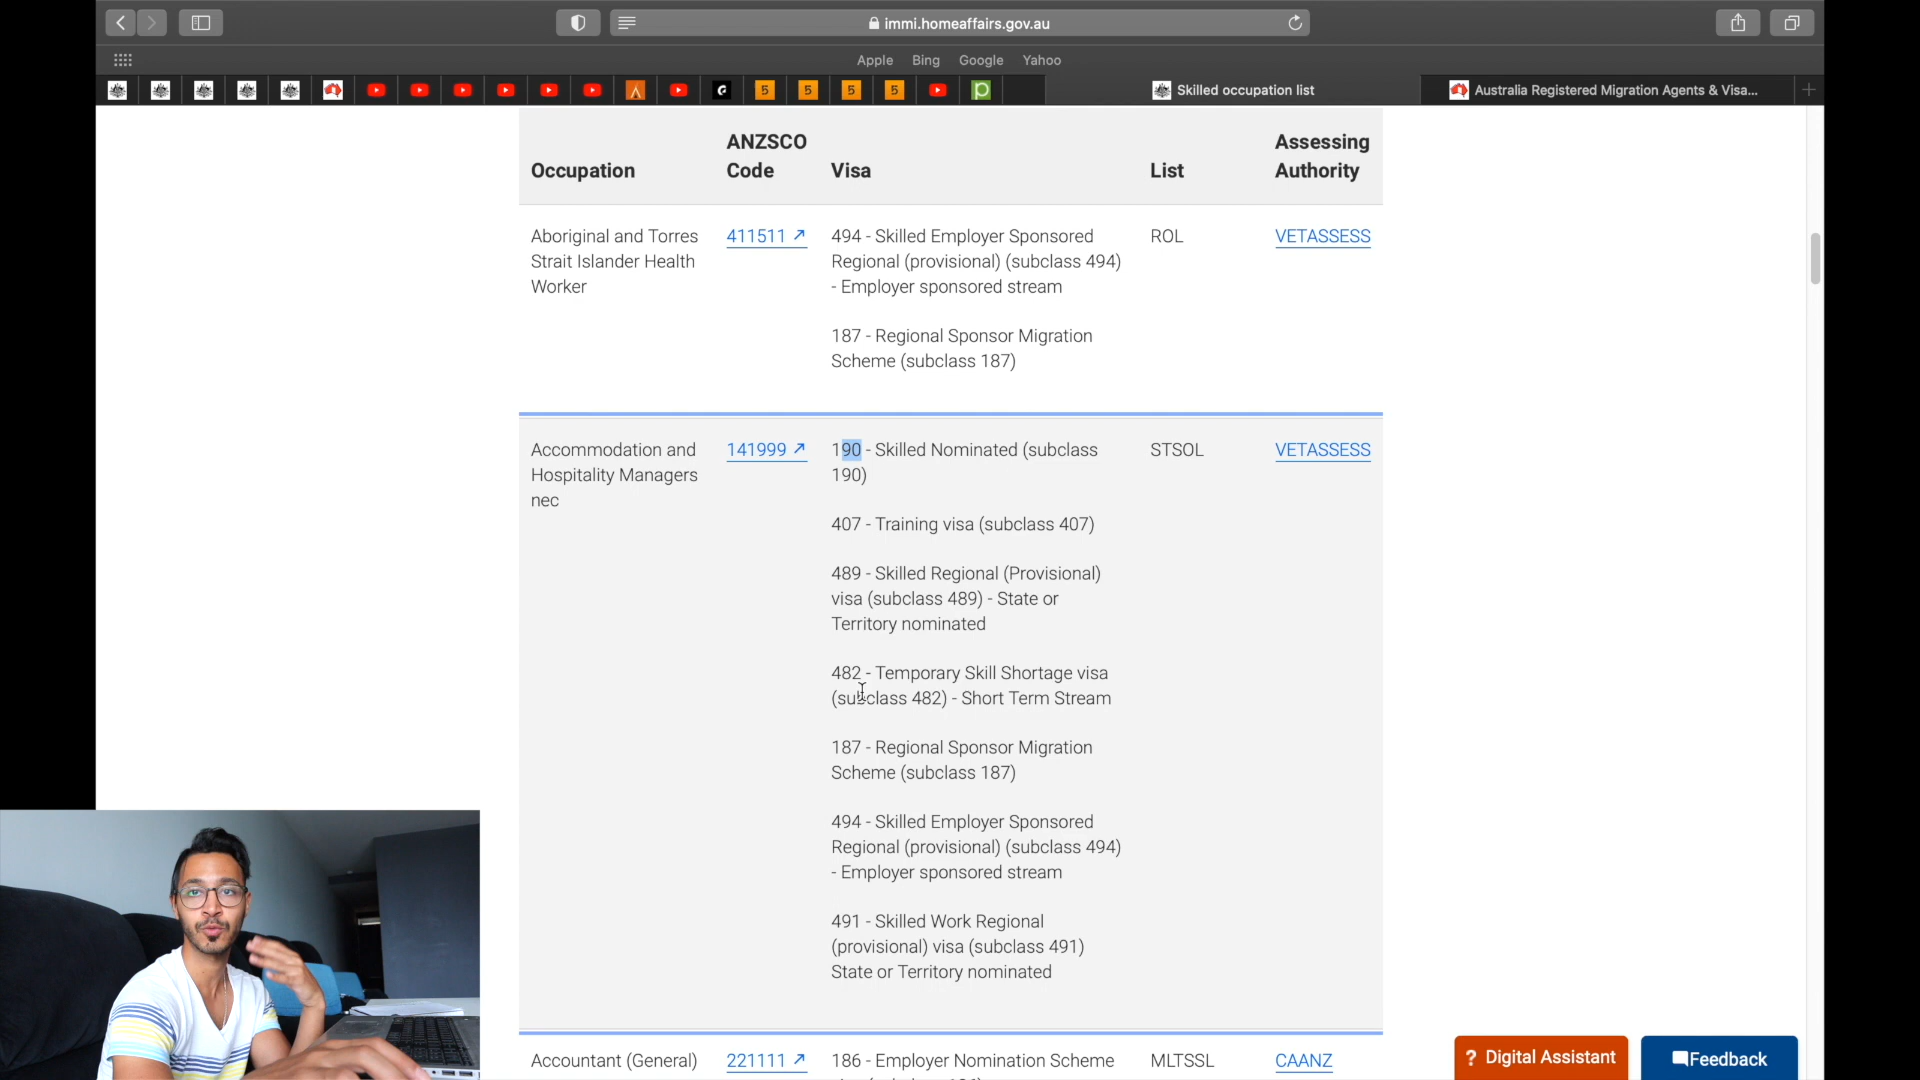 immi.homeaffairs.gov.au
Apple Bing Google Yahoo
5 5 5 5 Skilled occupation list Australia Registered Migration Agents & Visa...
Occupation ANZSCO Code Visa List Assessing Authority
Aboriginal and Torres Strait Islander Health Worker
411511
494 - Skilled Employer Sponsored
Regional (provisional) (subclass 494)
- Employer sponsored stream
187 - Regional Sponsor Migration
Scheme (subclass 187)
ROL
VETASSESS
Accommodation and
Hospitality Managers
nec
141999
190 - Skilled Nominated (subclass
190)
407 - Training visa (subclass 407)
489 - Skilled Regional (Provisional)
visa (subclass 489) - State or
Territory nominated
482 - Temporary Skill Shortage visa
(subclass 482) - Short Term Stream
187 - Regional Sponsor Migration
Scheme (subclass 187)
494 - Skilled Employer Sponsored
Regional (provisional) (subclass 494)
- Employer sponsored stream
491 - Skilled Work Regional
(provisional) visa (subclass 491)
State or Territory nominated
STSOL
VETASSESS
Accountant (General) 221111 186 - Employer Nomination Scheme MLTSSL CAANZ
? Digital Assistant
Feedback